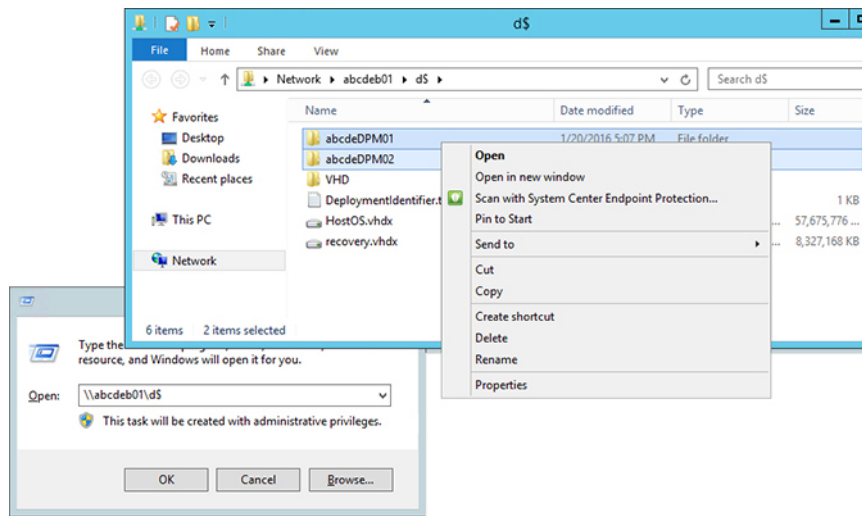 d$
File Home Share View
Network abcdeb01 d$ Search d$
Favorites
Desktop
Downloads
Recent places
This PC
Network
Name Date modified Type Size
abcdeDPM01 1/20/2016 5:07 PM File folder
abcdeDPM02
VHD
DeploymentIdentifier.t 1 KB
HostOS.vhdx 57,675,776 ...
recovery.vhdx ... 8,327,168 KB
6 items 2 items selected
Open
Open in new window
Scan with System Center Endpoint Protection...
Pin to Start
Send to
Cut
Copy
Create shortcut
Delete
Rename
Properties
Type the
resource, and Windows will open it for you.
Open: \\abcdeb01\d$
This task will be created with administrative privileges.
OK Cancel Browse...